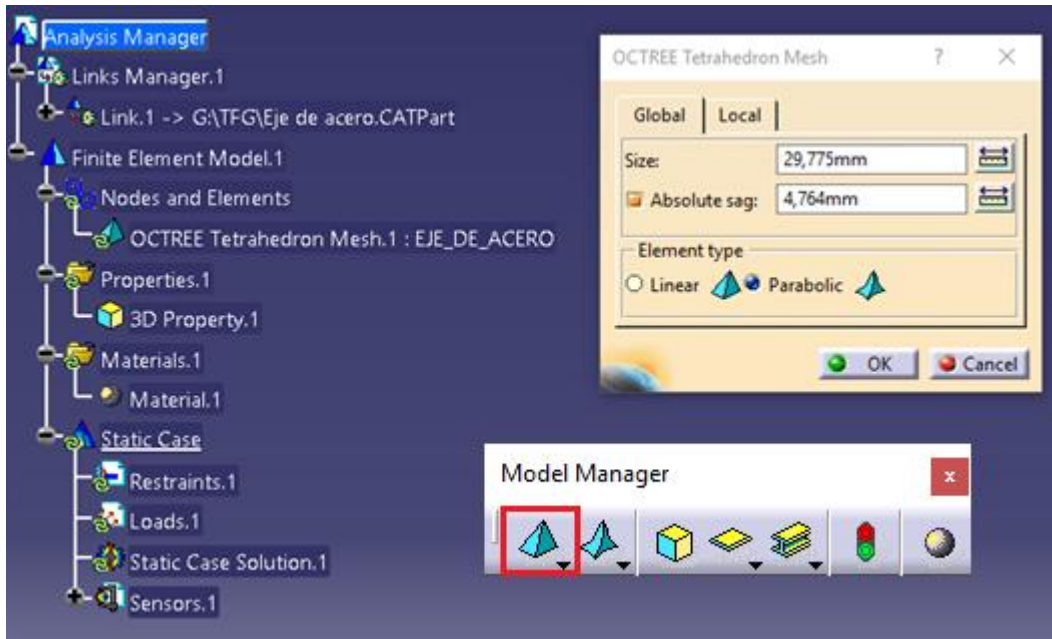 Analysis Manager
Links Manager.1
Link.1 -> G:\TFG\Eje de acero.CATPart
Finite Element Model.1
Nodes and Elements
OCTREE Tetrahedron Mesh.1 : EJE_DE_ACERO
Properties.1
3D Property.1
Materials.1
Material.1
Static Case
Restraints.1
Loads.1
Static Case Solution.1
Sensors.1
OCTREE Tetrahedron Mesh ? ×
Global Local
Size: 29,775mm
Absolute sag: 4,764mm
Element type
Linear Parabolic
OK Cancel
Model Manager x